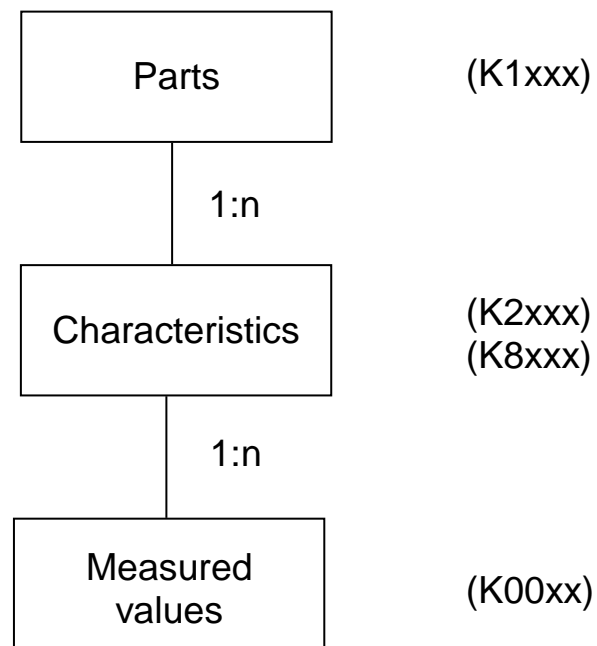 Parts
(K1xxx)
1:n
Characteristics
(K2xxx)
(K8xxx)
1:n
Measured
values
(K00xx)